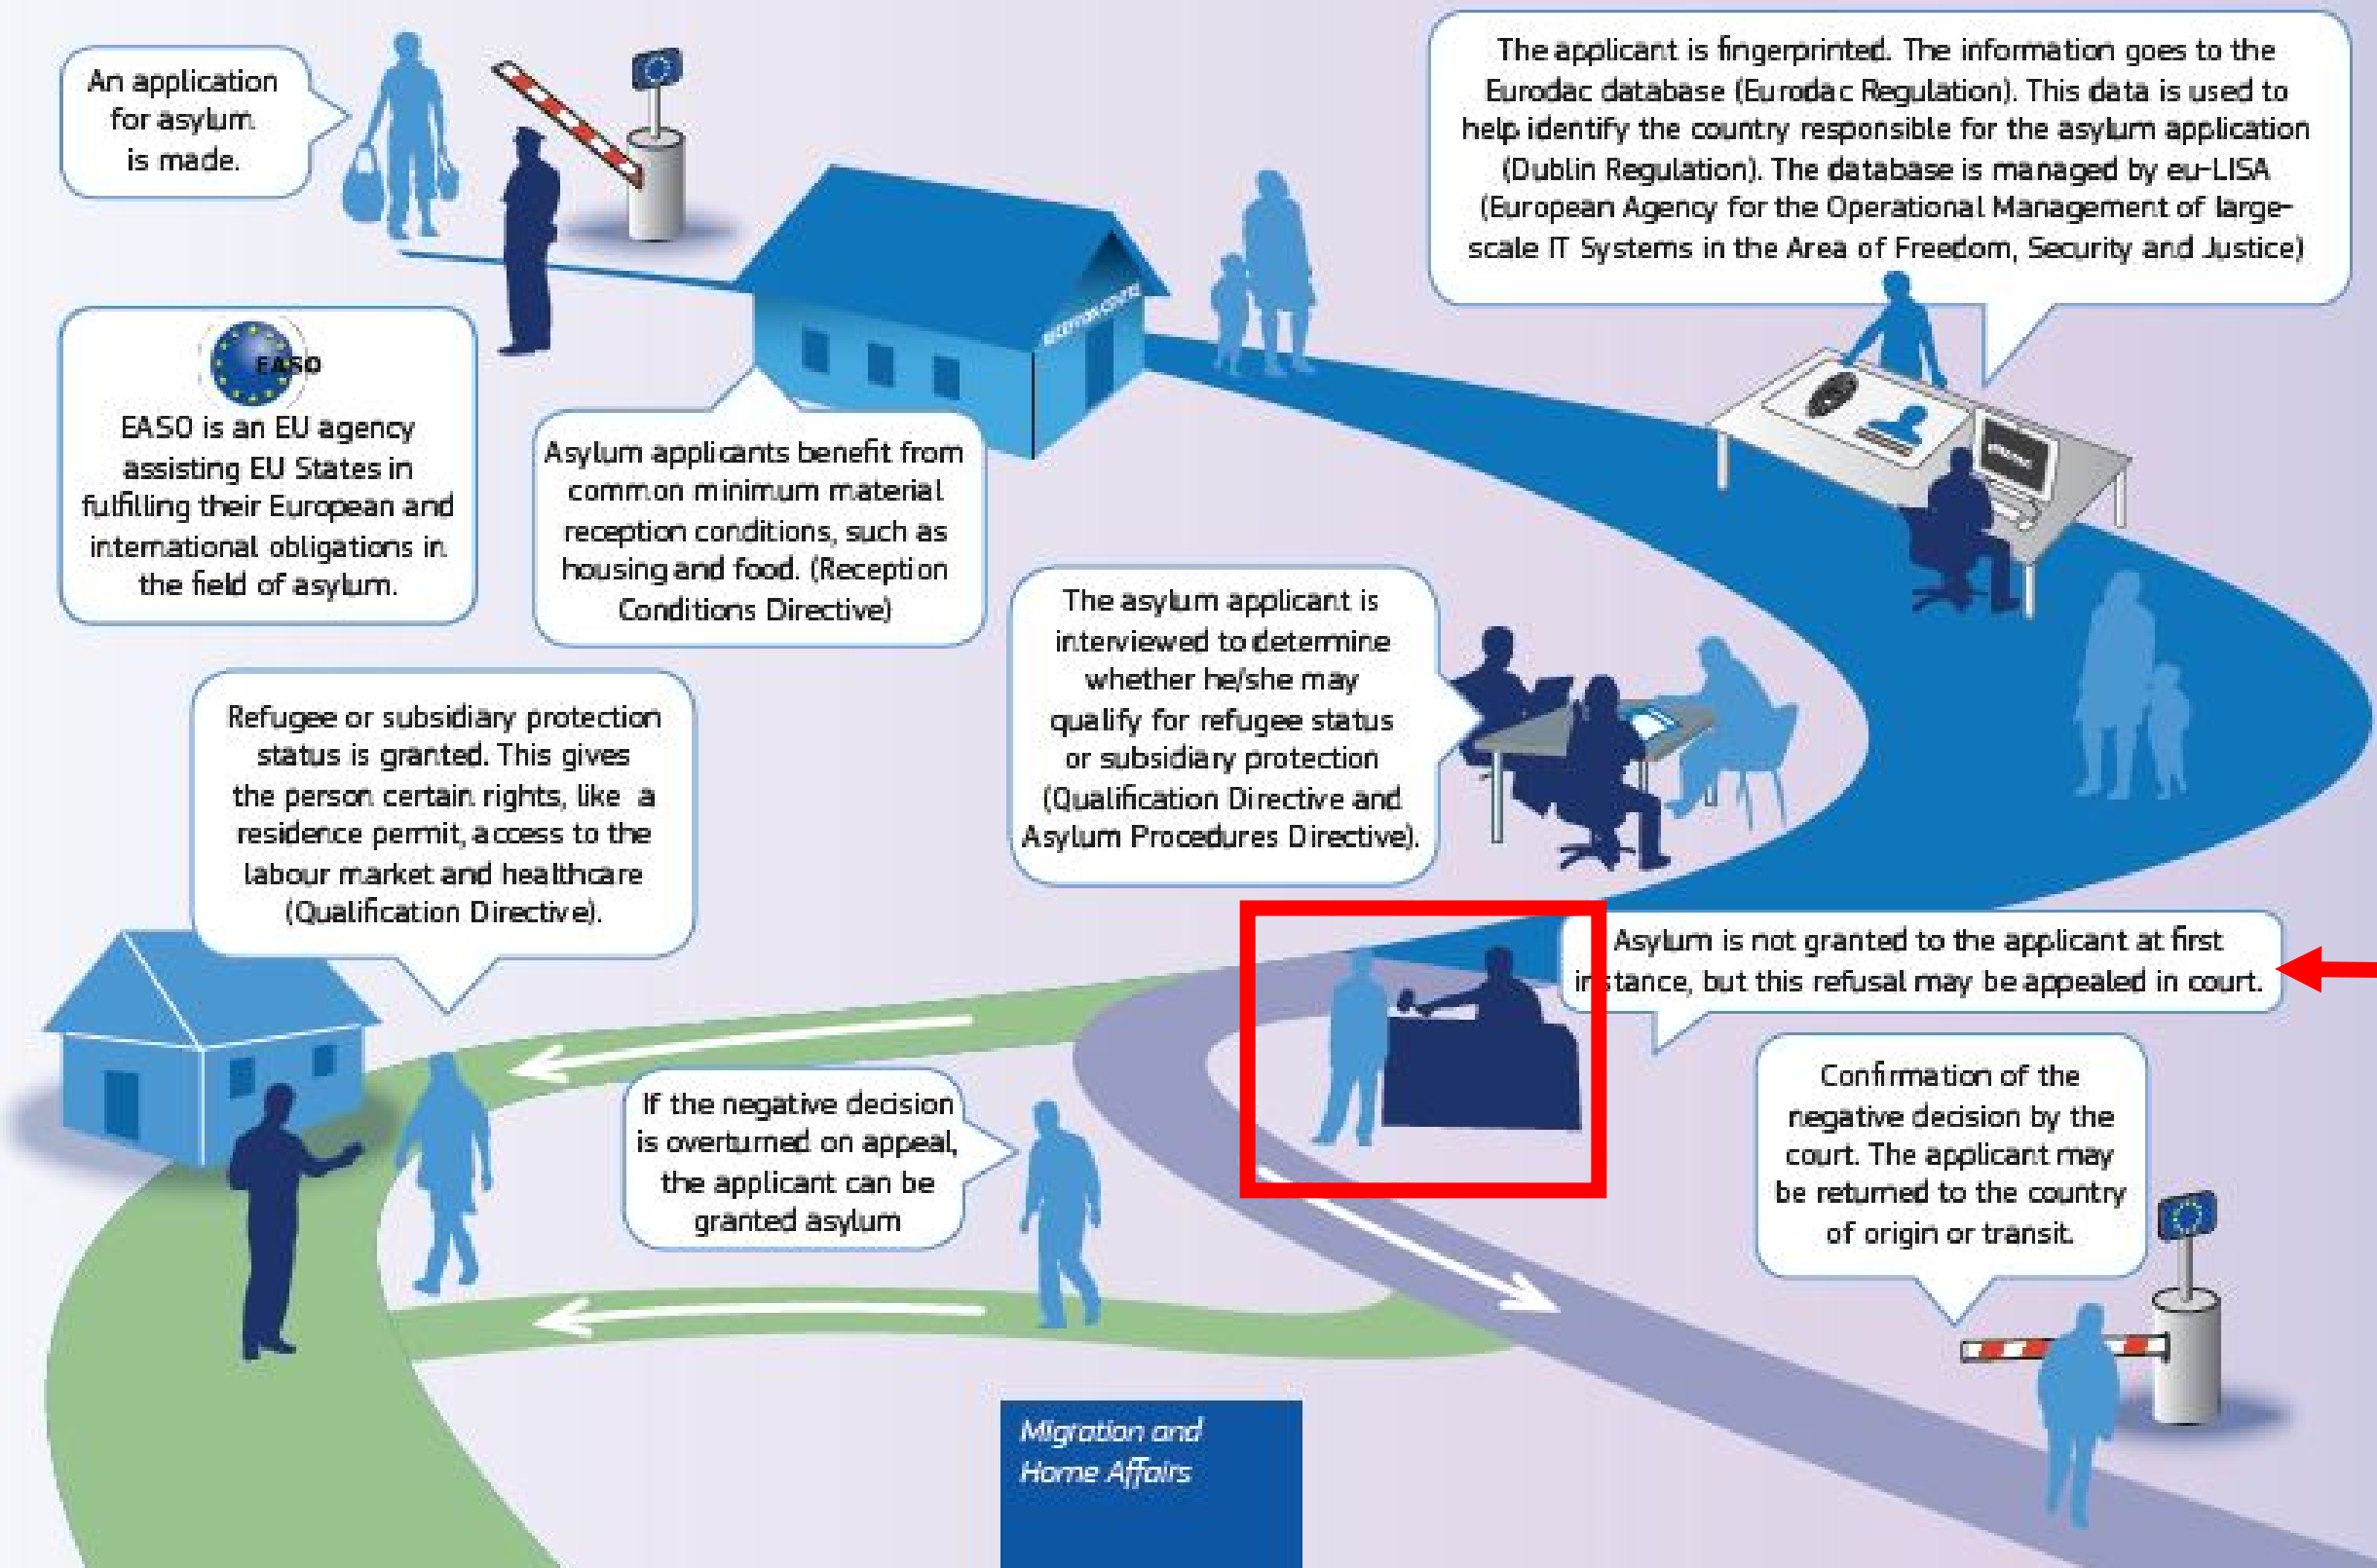 An application
for asylum
is made.
The applicant is fingerprinted. The information goes to the
Eurodac database (Eurodac Regulation). This data is used to
help identify the country responsible for the asylum application
(Dublin Regulation). The database is managed by eu-LISA
(European Agency for the Operational Management of large-
scale IT Systems in the Area of Freedom, Security and Justice)
RECEPTION CENTRE
EASO
EASO is an EU agency
assisting EU States in
fulfilling their European and
international obligations in
the field of asylum.
Asylum applicants benefit from
common minimum material
reception conditions, such as
housing and food. (Reception
Conditions Directive)
The asylum applicant is
interviewed to determine
whether he/she may
qualify for refugee status
or subsidiary protection
(Qualification Directive and
Asylum Procedures Directive).
Refugee or subsidiary protection
status is granted. This gives
the person certain rights, like a
residence permit, access to the
labour market and healthcare
(Qualification Directive).
Asylum is not granted to the applicant at first
instance, but this refusal may be appealed in court.
If the negative decision
is overturned on appeal,
the applicant can be
granted asylum
Confirmation of the
negative decision by the
court. The applicant may
be returned to the country
of origin or transit.
Migration and
Home Affairs